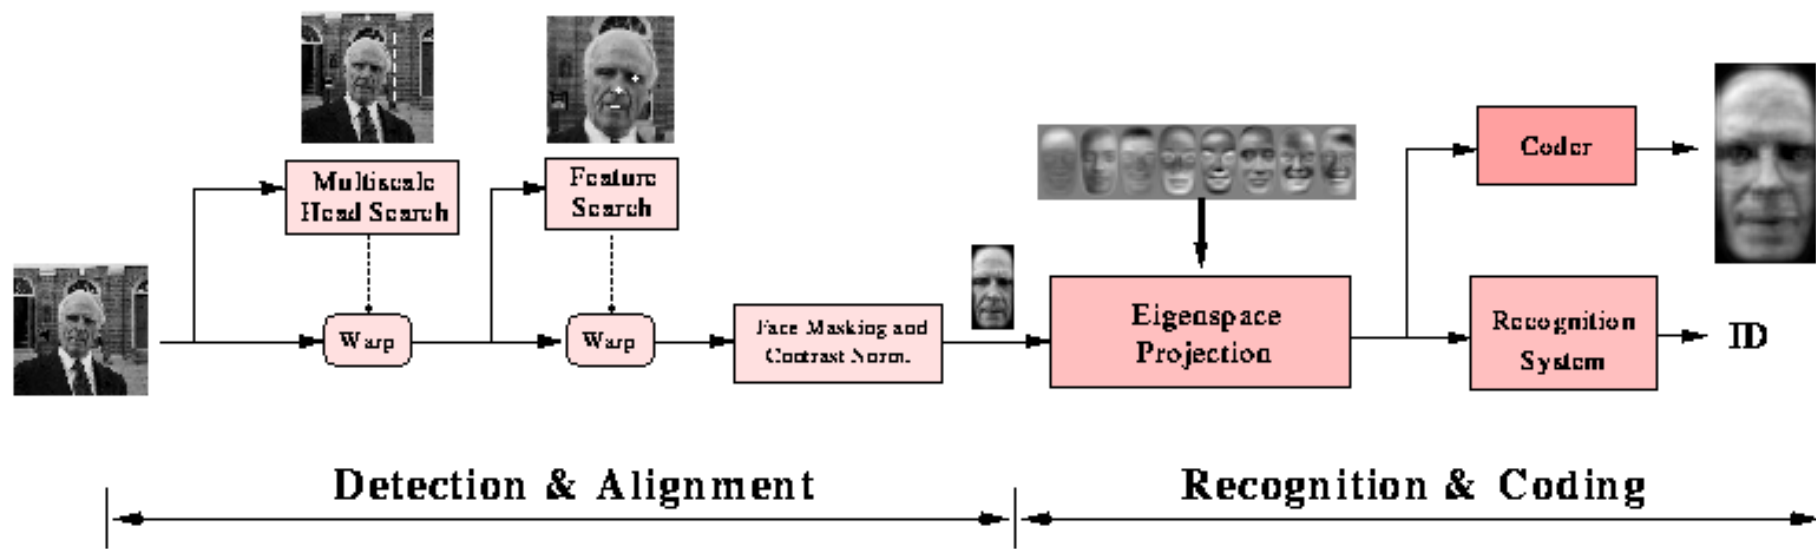 Multiscale
Head Search
Feature
Search
Warp
Warp
Face Masking and
Contrast Norm.
Eigenspace
Projection
Coder
Recognition
System
ID
Detection & Alignment
Recognition & Coding